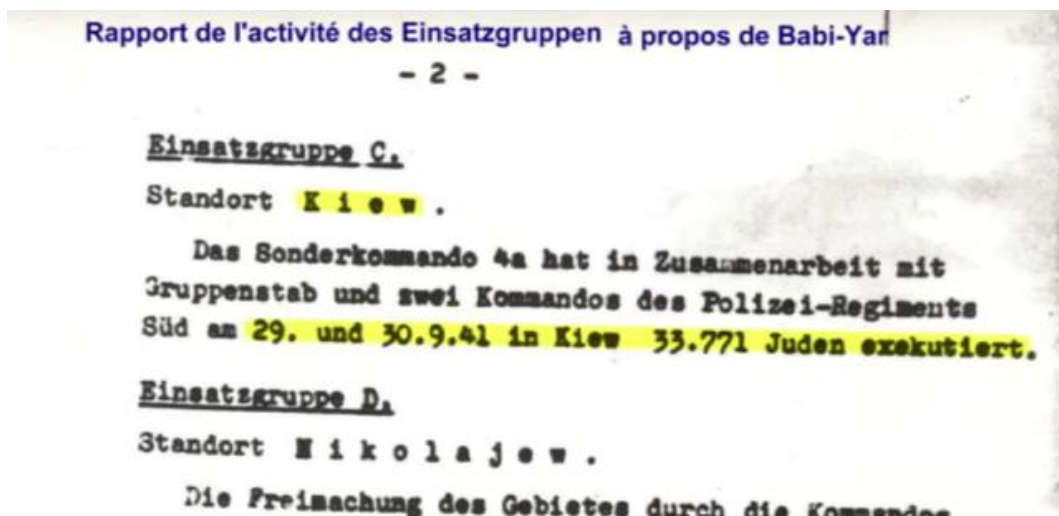 Rapport de l'activité des Einsatzgruppen à propos de Babi-Yar
- 2 -
Einsatzgruppe C.
Standort K i e w .
Das Sonderkommando 4a hat in Zusammenarbeit mit
Gruppenstab und zwei Kommandos des Polizei-Regiments
Süd am 29. und 30.9.41 in Kiew 33.771 Juden exekutiert.
Einsatzgruppe D.
Standort N i k o l a j e w .
Die Freimachung des Gebietes durch die Kommandos